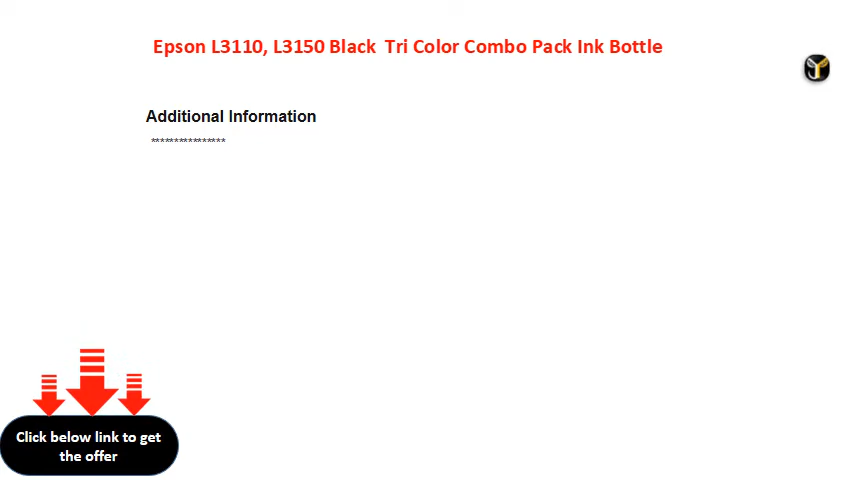 Epson L3110, L3150 Black  Tri Color Combo Pack Ink Bottle
Additional Information
****************
Click below link to get
the offer